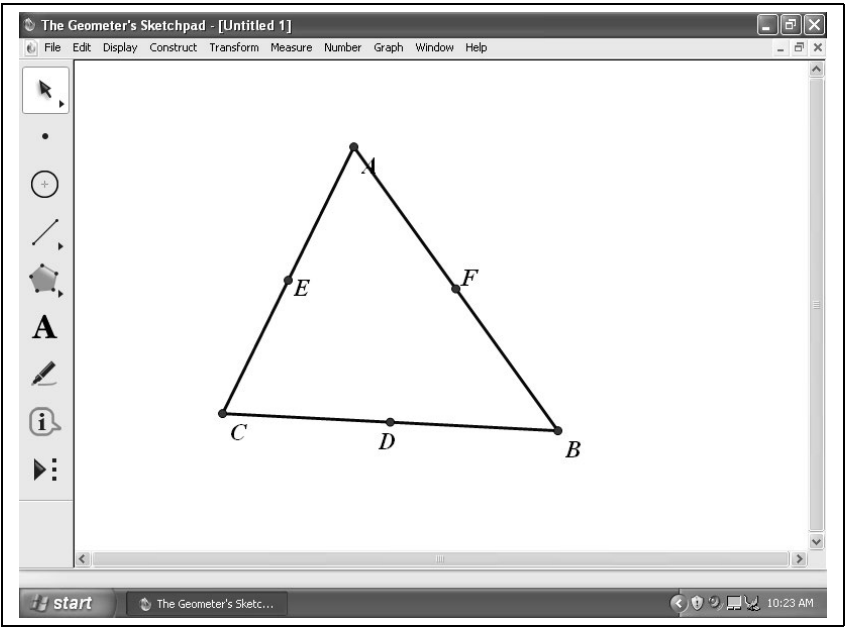 The Geometer's Sketchpad - [Untitled 1]
File Edit Display Construct Transform Measure Number Graph Window Help
A
E
F
C
D
B
A
start
The Geometer's Sketc...
10:23 AM